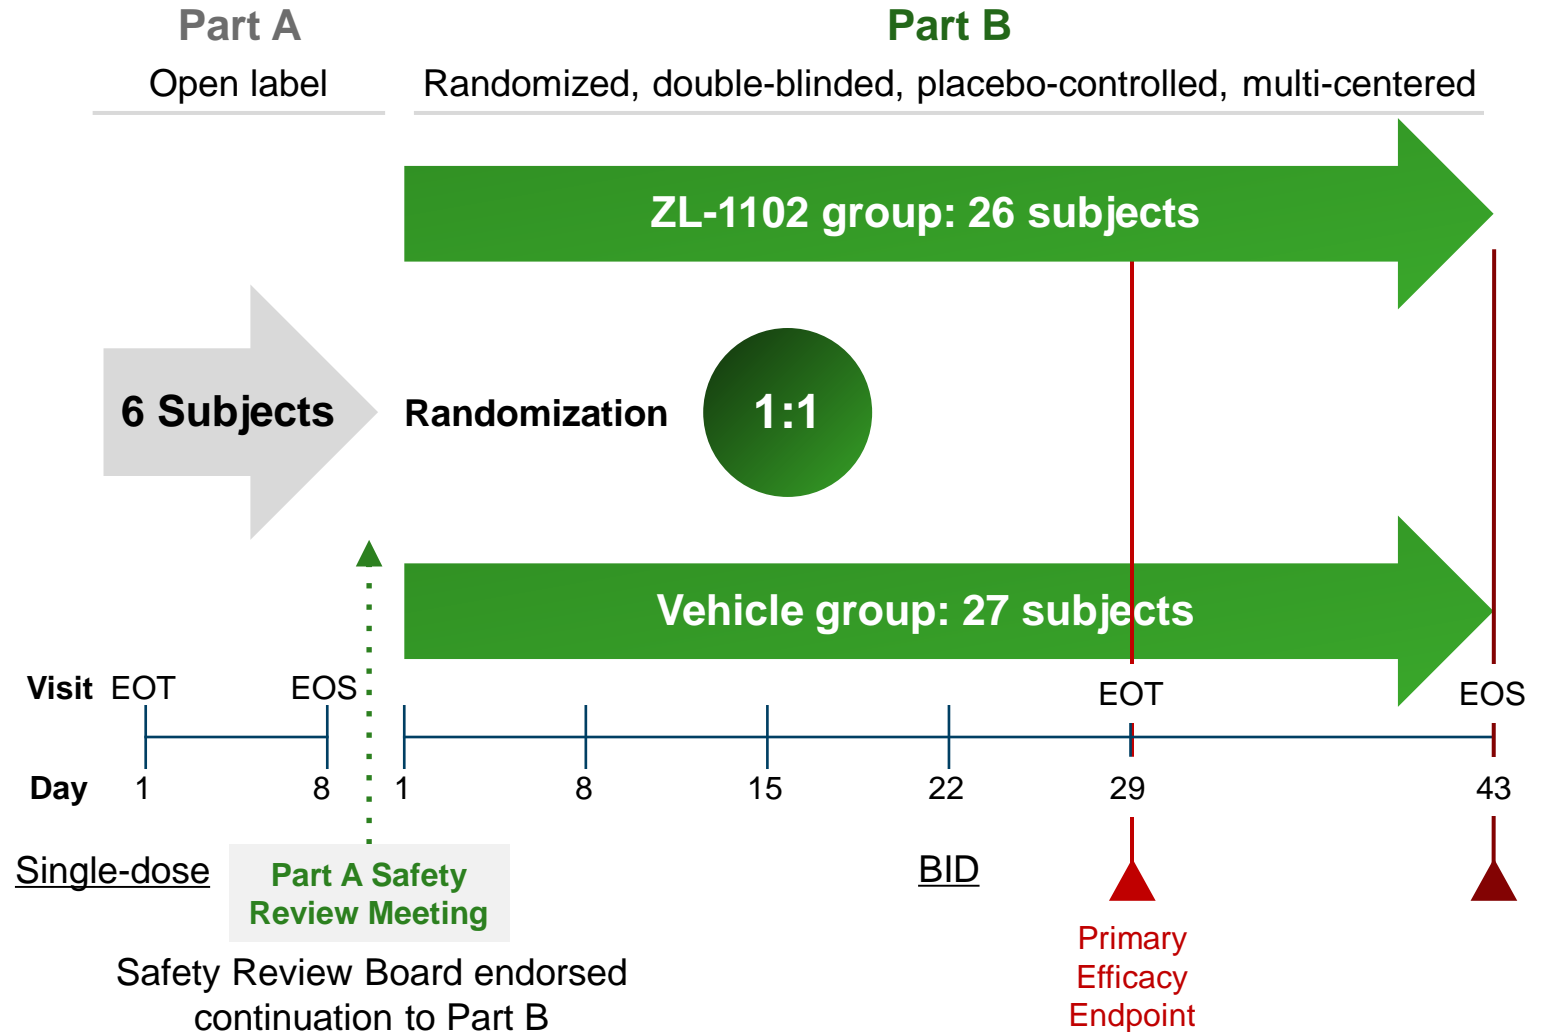 Part A
Part B
Open label
Randomized, double-blinded, placebo-controlled, multi-centered
ZL-1102 group: 26 subjects
6 Subjects
Randomization
1:1
Vehicle group: 27 subjects
Visit EOT EOS EOT EOS
Day 1 8 1 8 15 22 29 43
Single-dose
BID
Part A Safety
Review Meeting
Safety Review Board endorsed
continuation to Part B
Primary
Efficacy
Endpoint